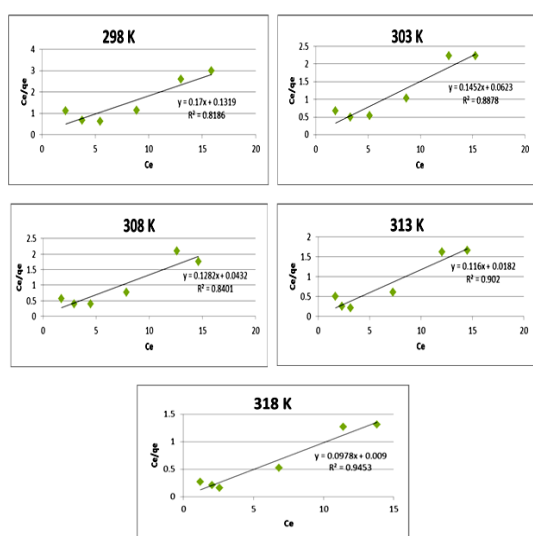 298 K
Ce/qe
4
3
2
1
0
y = 0.17x + 0.1319
R² = 0.8186
0 5 10 15 20
Ce
303 K
Ce/qe
2.5
2
1.5
1
0.5
0
y = 0.1452x + 0.0623
R² = 0.8878
0 5 10 15 20
Ce
308 K
Ce/qe
2.5
2
1.5
1
0.5
0
y = 0.1282x + 0.0432
R² = 0.8401
0 5 10 15 20
Ce
313 K
Ce/qe
2
1.5
1
0.5
0
y = 0.116x + 0.0182
R² = 0.902
0 5 10 15 20
Ce
318 K
Ce/qe
1.5
1
0.5
0
y = 0.0978x + 0.009
R² = 0.9453
0 5 10 15
Ce